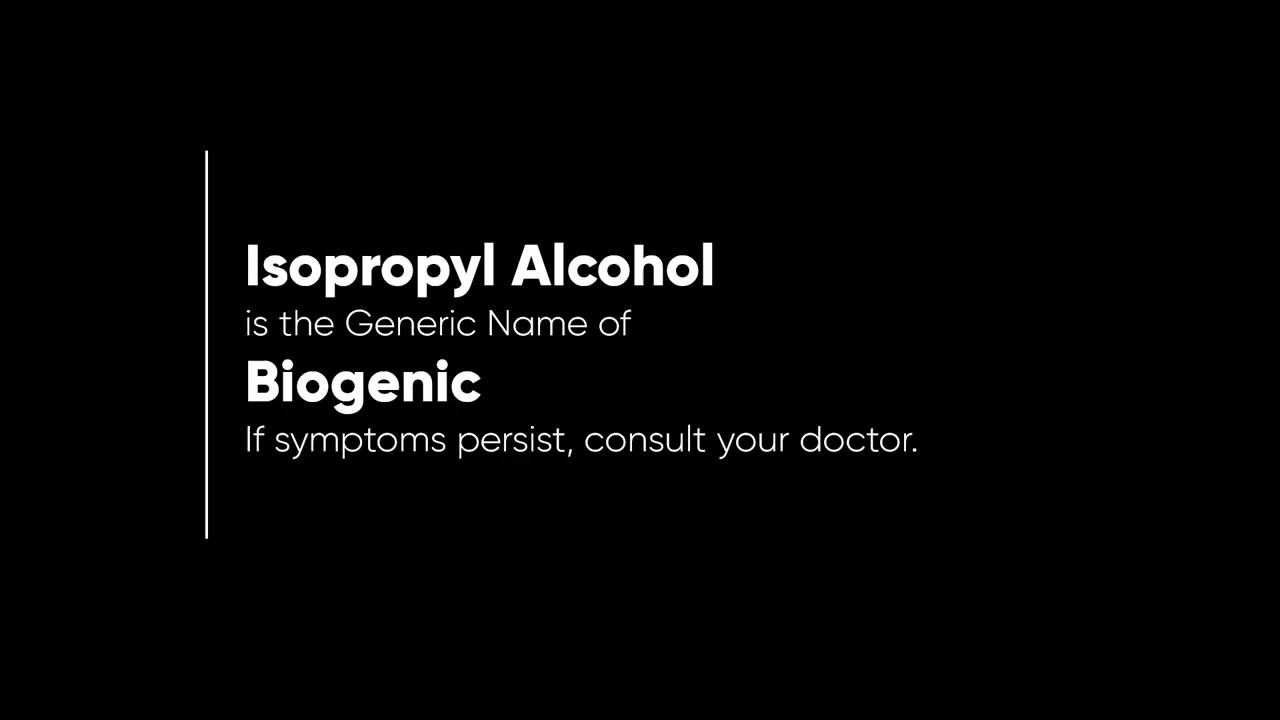 Isopropyl Alcohol
is the Generic Name of
Biogenic
If symptoms persist, consult your doctor.